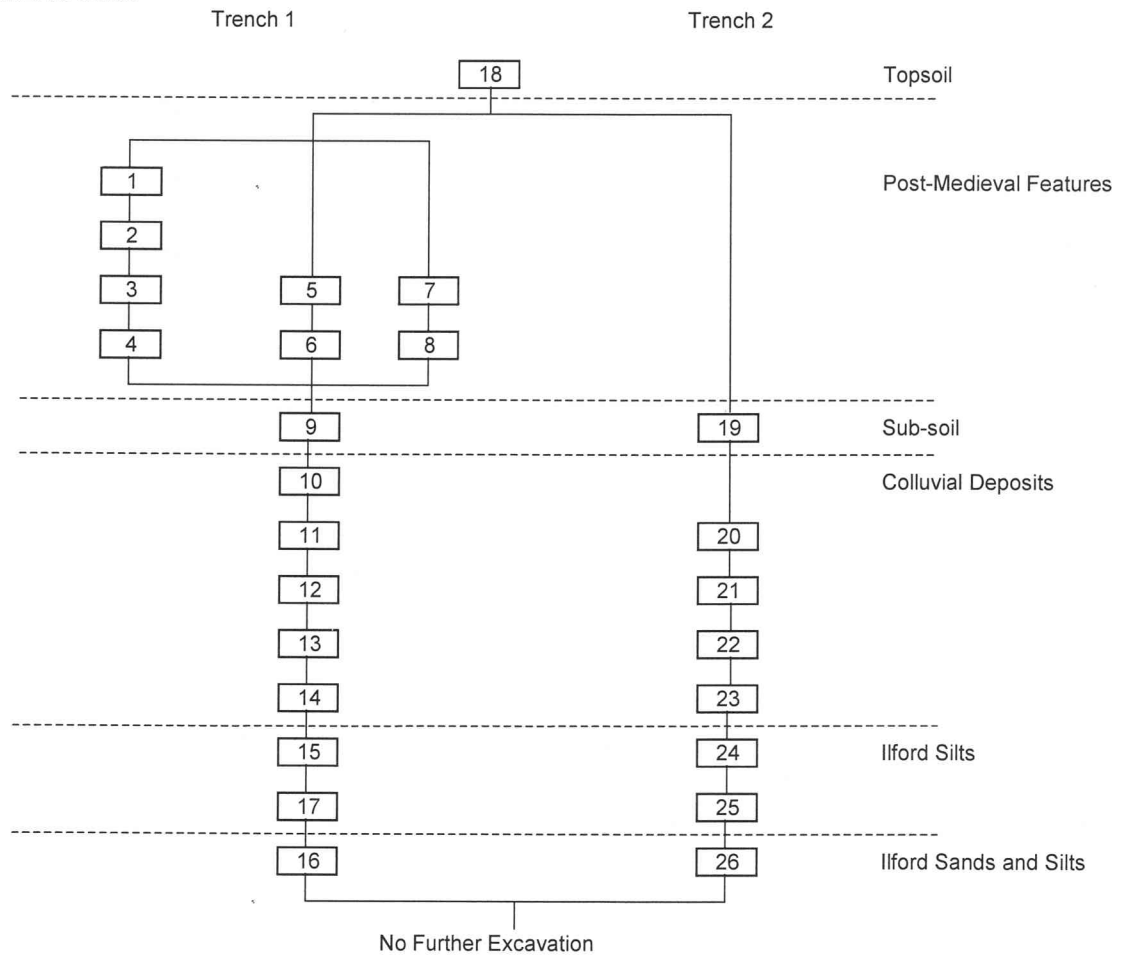 Trench 1 Trench 2
18 Topsoil
1 Post-Medieval Features
2
3 5 7
4 6 8
9 19 Sub-soil
10 Colluvial Deposits
11 20
12 21
13 22
14 23
15 24 Ilford Silts
17 25
16 26 Ilford Sands and Silts
No Further Excavation